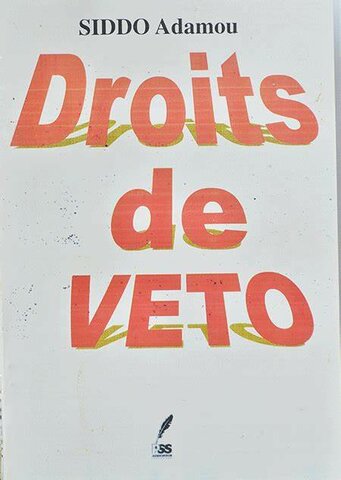 SIDDO Adamou
Droits
de
VETO